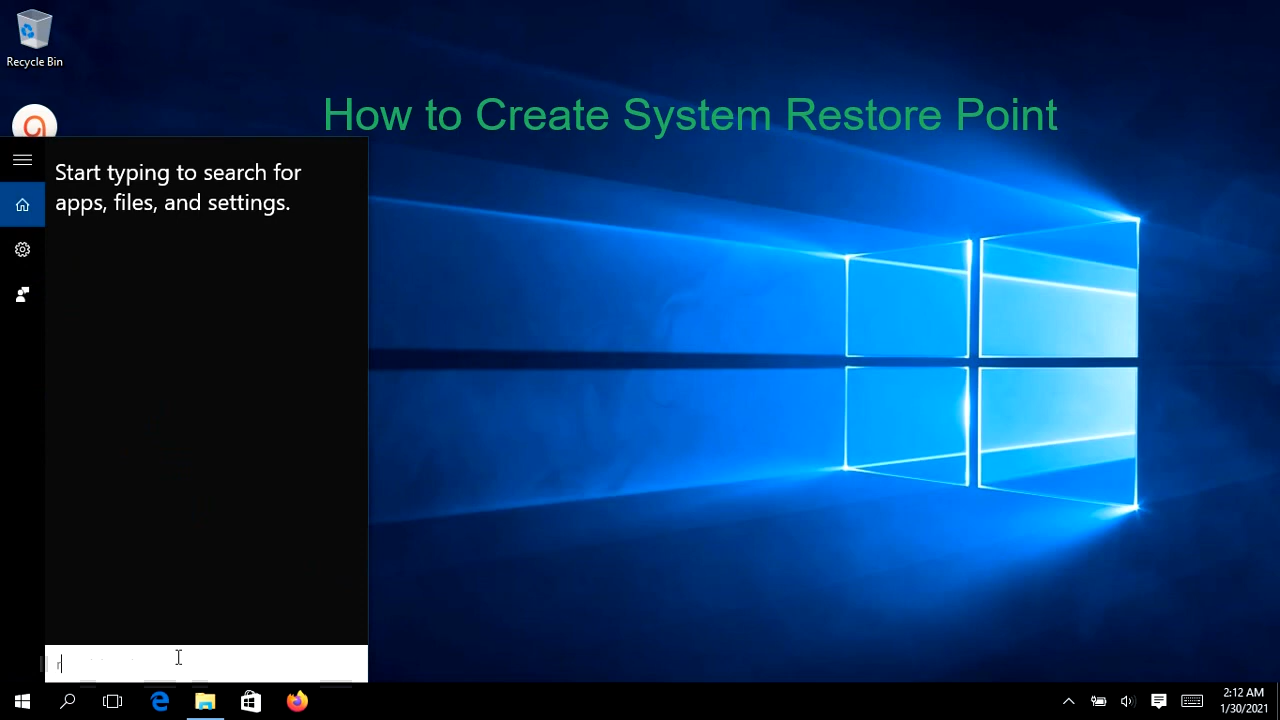 Recycle Bin
How to Create System Restore Point
Start typing to search for
apps, files, and settings.
r
2:12 AM
1/30/2021